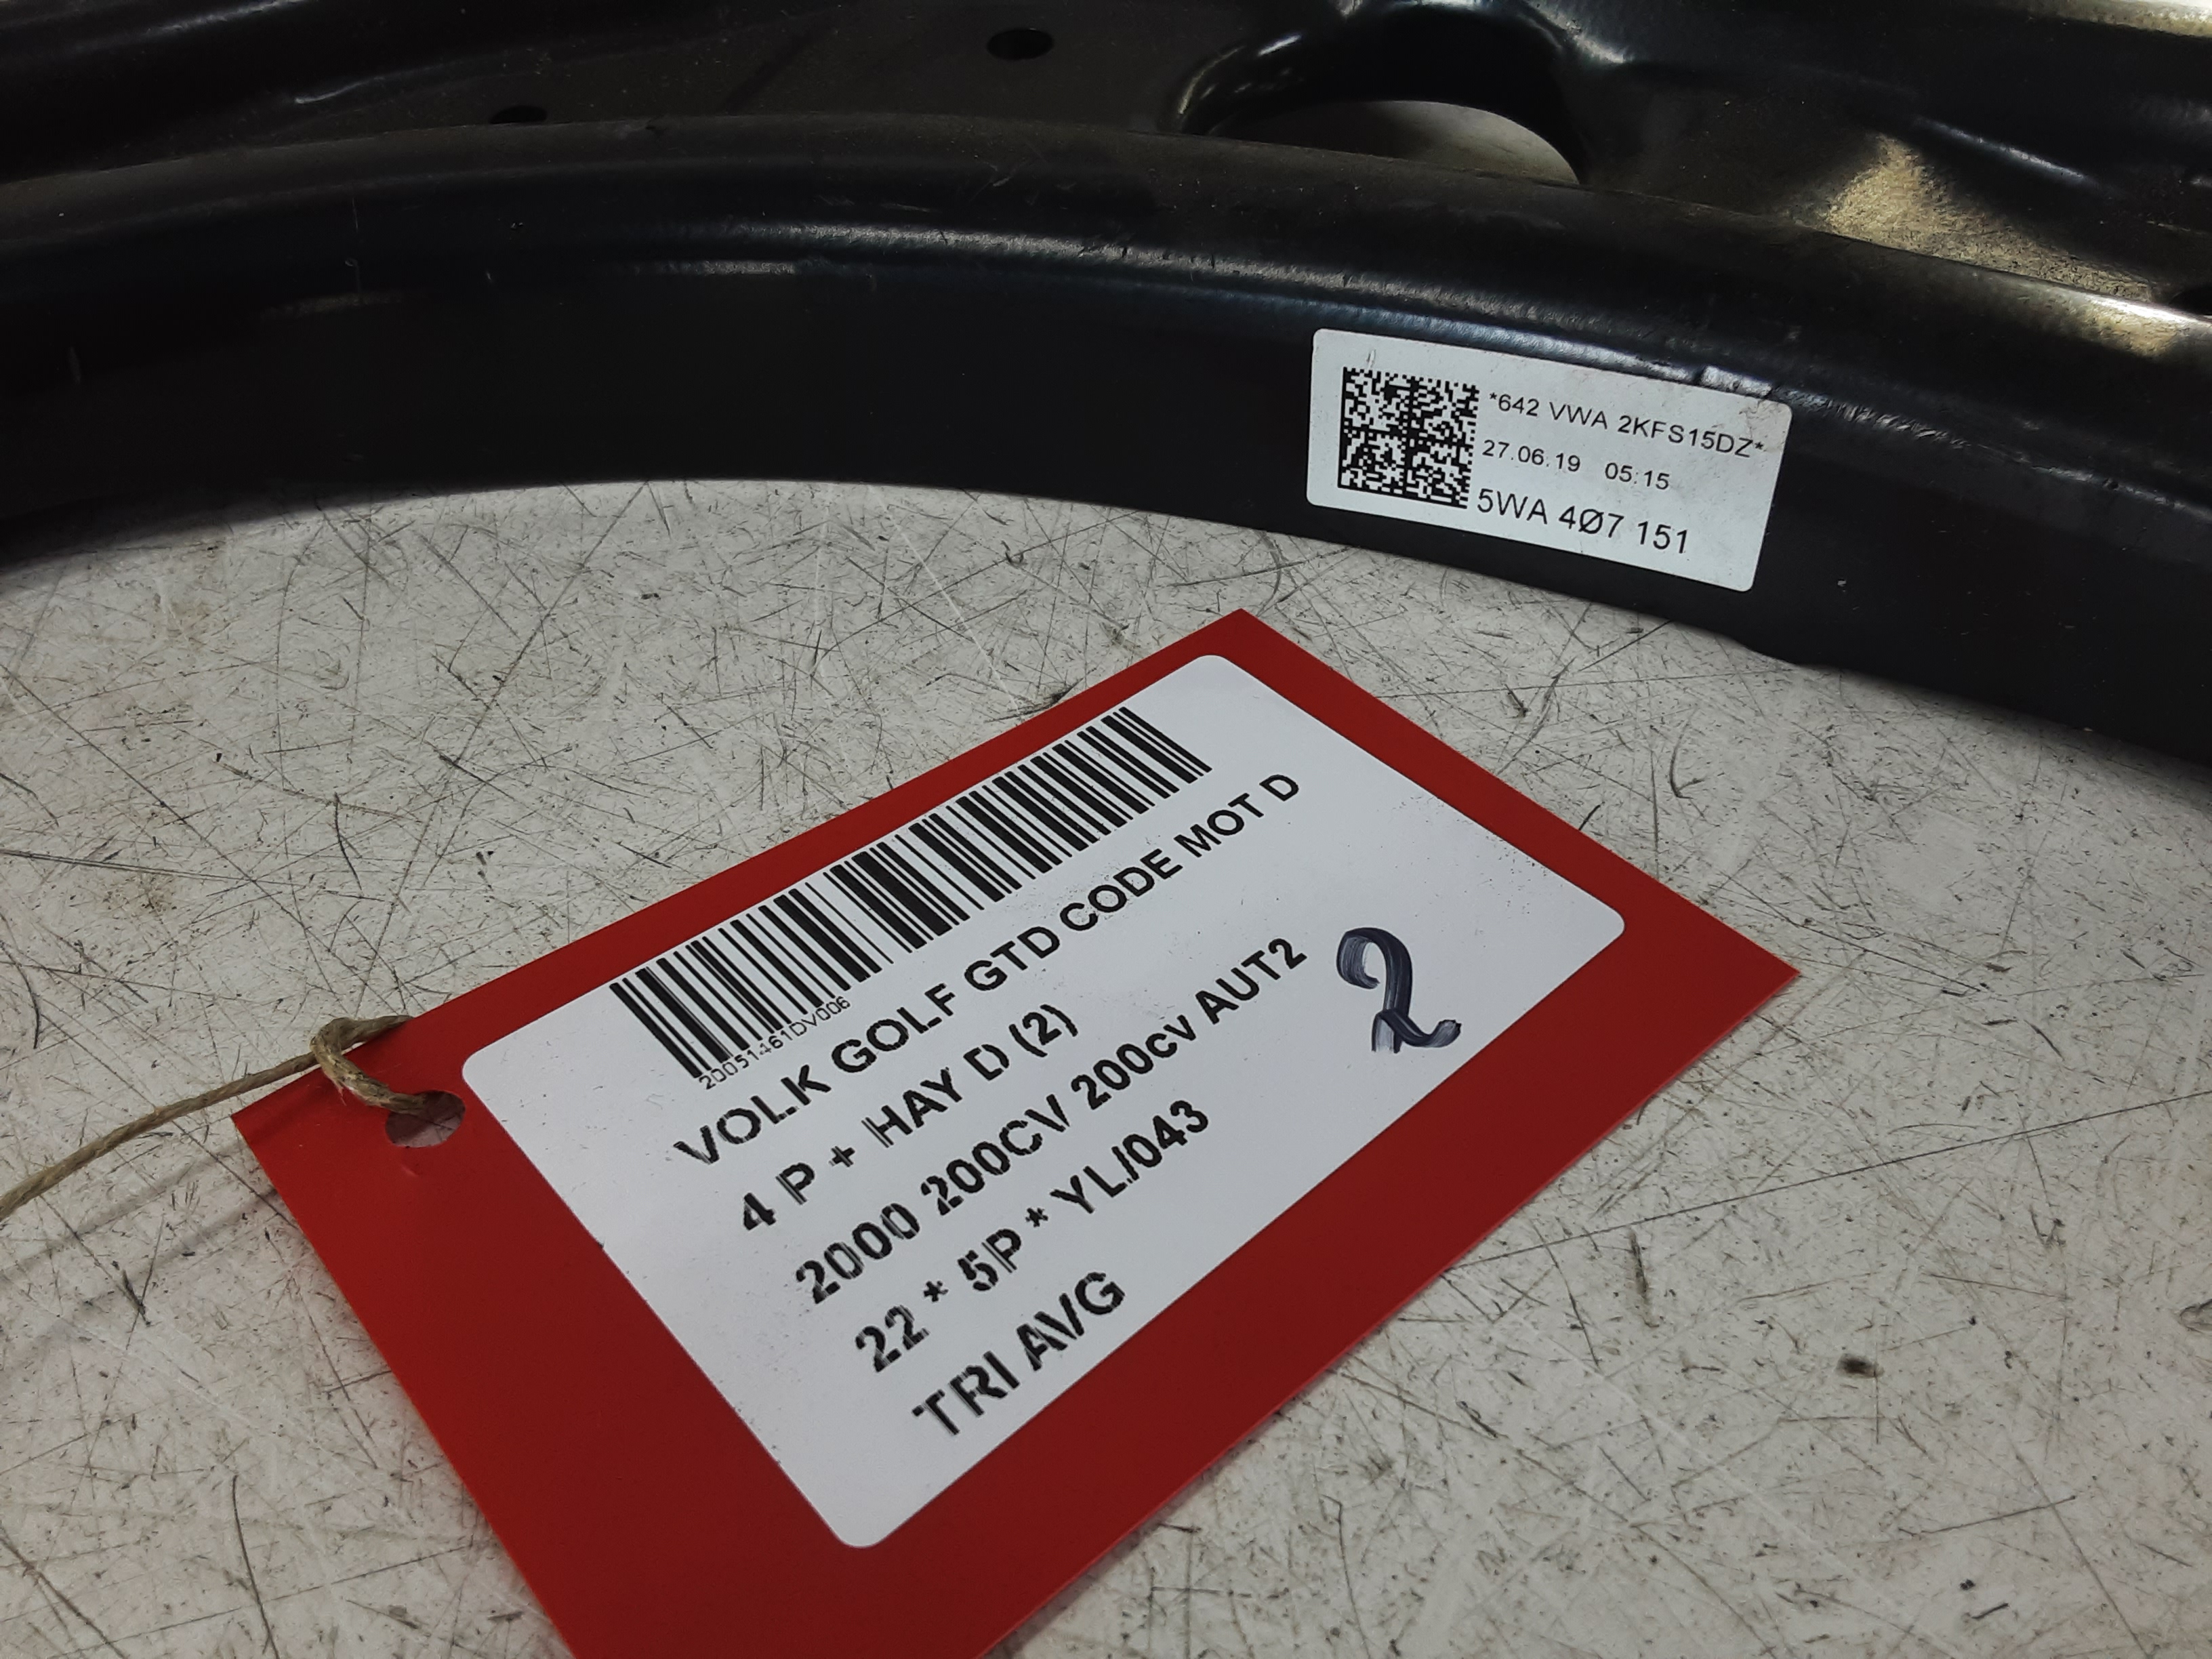 *642 VWA 2KFS15DZ*
27.06.19 05:15
5WA 4Ø7 151
20051461DV006
VOLK GOLF GTD CODE MOT D
4 P + HAY D (2)
2000 200CV 200cv AUT2
22 * 5P * YL/043
TRI AVG
2